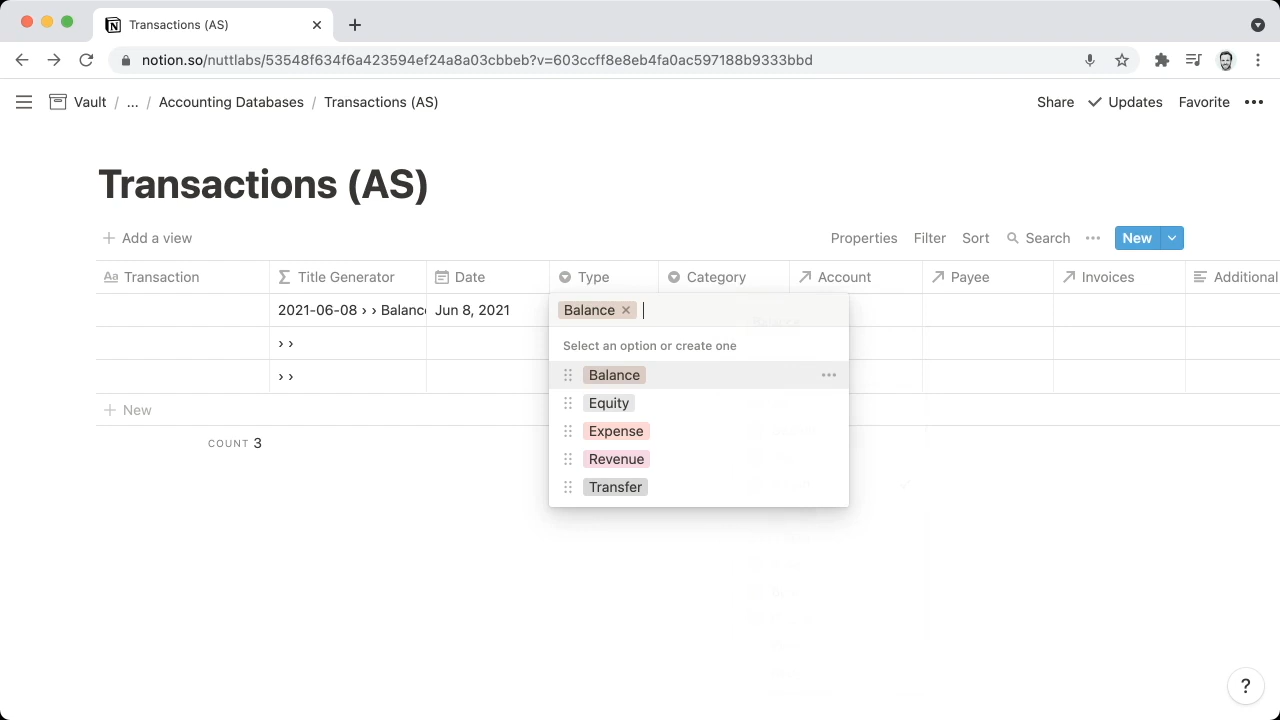 Transactions (AS)
notion.so/nuttlabs/53548f634f6a423594ef24a8a03cbbeb?v=603ccff8e8eb4fa0ac597188b9333bbd
Vault / ... / Accounting Databases / Transactions (AS)
Share Updates Favorite
Transactions (AS)
Add a view
Properties Filter Sort Search New
Aa Transaction Title Generator Date Type Category Account Payee Invoices Additional
2021-06-08 › › Balanc Jun 8, 2021 Balance
› ›
Select an option or create one
› ›
Balance
Equity
Expense
Revenue
Transfer
New
COUNT 3
?